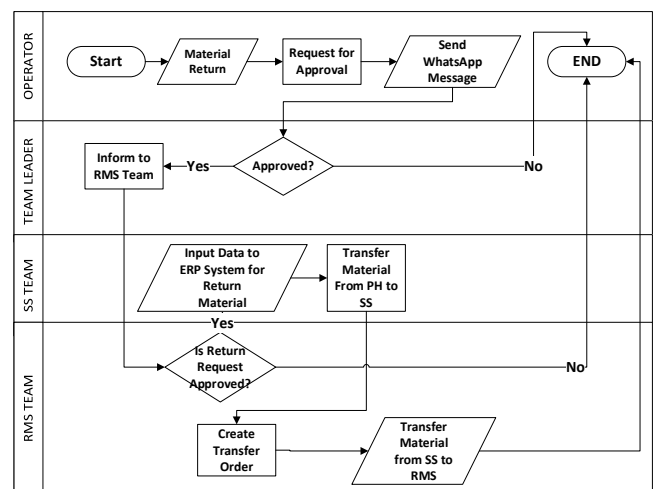 OPERATOR
Start
Material
Return
Request for
Approval
Send
WhatsApp
Message
END
TEAM LEADER
Inform to
RMS Team
Yes
Approved?
No
SS TEAM
Input Data to
ERP System for
Return
Material
Transfer
Material
From PH to
SS
Yes
RMS TEAM
Is Return
Request
Approved?
No
Create
Transfer
Order
Transfer
Material
from SS to
RMS